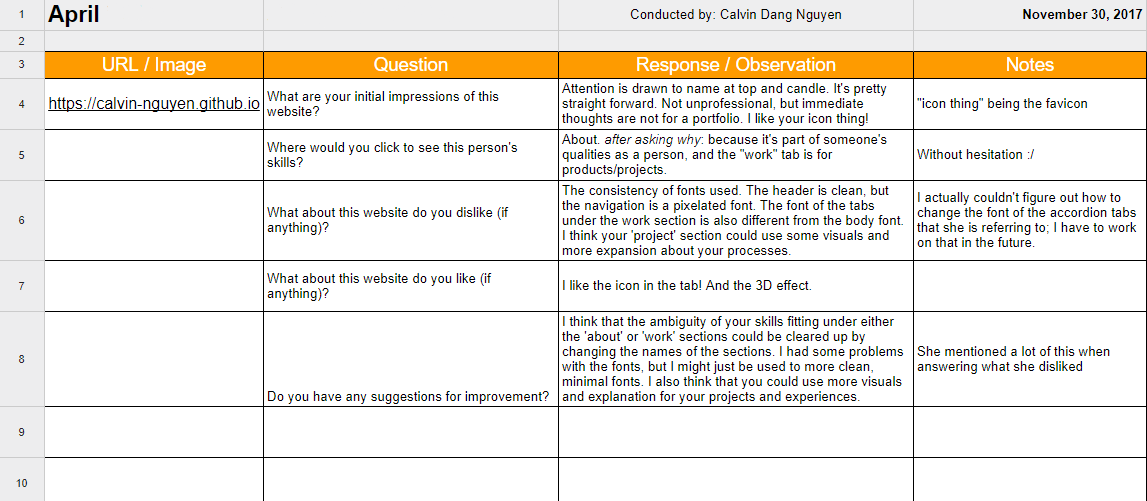 1 April Conducted by: Calvin Dang Nguyen November 30, 2017
2
3 URL / Image Question Response / Observation Notes
4
https://calvin-nguyen.github.io
What are your initial impressions of this
website?
Attention is drawn to name at top and candle. It's pretty
straight forward. Not unprofessional, but immediate
thoughts are not for a portfolio. I like your icon thing!
"icon thing" being the favicon
5
Where would you click to see this person's
skills?
About. after asking why: because it's part of someone's
qualities as a person, and the "work" tab is for
products/projects.
Without hesitation :/
6
What about this website do you dislike (if
anything)?
The consistency of fonts used. The header is clean, but
the navigation is a pixelated font. The font of the tabs
under the work section is also different from the body font.
I think your 'project' section could use some visuals and
more expansion about your processes.
I actually couldn't figure out how to
change the font of the accordion tabs
that she is referring to; I have to work
on that in the future.
7
What about this website do you like (if
anything)?
I like the icon in the tab! And the 3D effect.
8
Do you have any suggestions for improvement?
I think that the ambiguity of your skills fitting under either
the 'about' or 'work' sections could be cleared up by
changing the names of the sections. I had some problems
with the fonts, but I might just be used to more clean,
minimal fonts. I also think that you could use more visuals
and explanation for your projects and experiences.
She mentioned a lot of this when
answering what she disliked
9
10